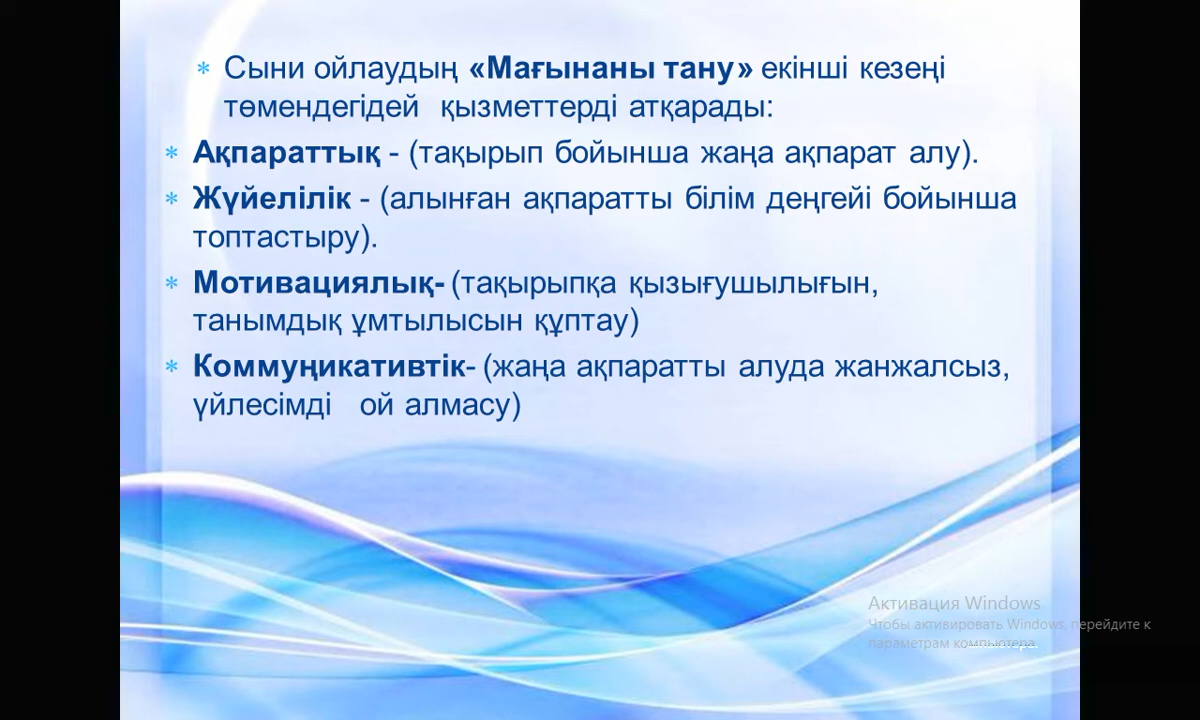 * Сыни ойлаудың «Мағынаны тану» екінші кезеңі
төмендегідей қызметтерді атқарады:
* Ақпараттық - (тақырып бойынша жаңа ақпарат алу).
* Жүйелілік - (алынған ақпаратты білім деңгейі бойынша
топтастыру).
* Мотивациялық- (тақырыпқа қызығушылығын,
танымдық ұмтылысын құптау)
* Коммуңикативтік- (жаңа ақпаратты алуда жанжалсыз,
үйлесімді ой алмасу)
Активация Windows
Чтобы активировать Windows, перейдите к
параметрам компьютера.